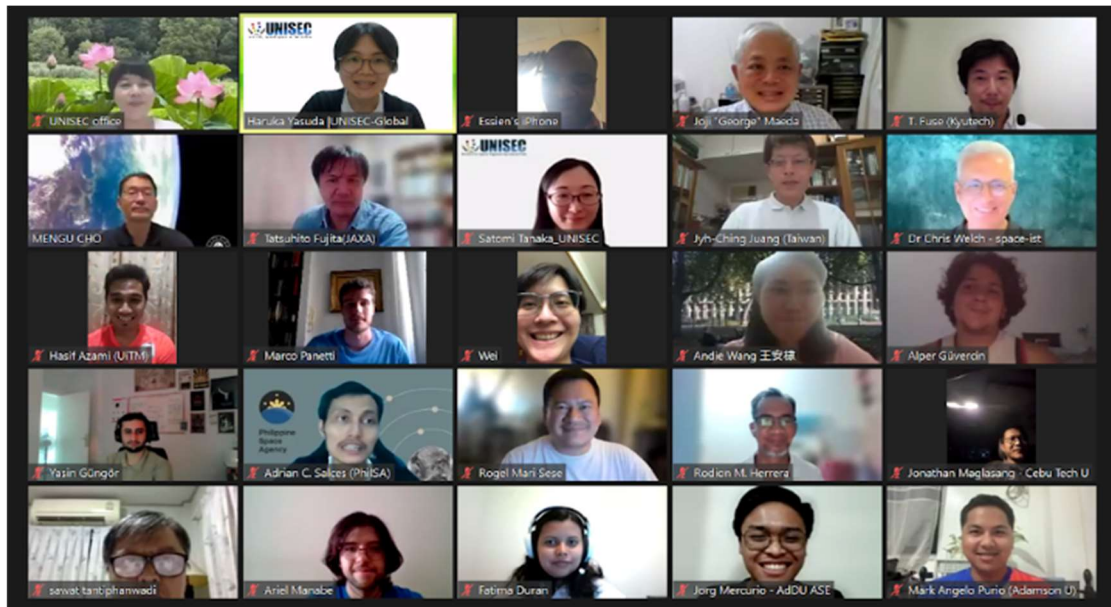 UNISEC
UNISEC office
Haruka Yasuda |UNISEC-Global
Essien's iPhone
Joji "George" Maeda
T. Fuse (Kyutech)
MENGU CHO
Tatsuhito Fujita(JAXA)
UNISEC
Satomi Tanaka_UNISEC
Jyh-Ching Juang (Taiwan)
Dr Chris Welch - space-ist
Hasif Azami (UiTM)
Marco Panetti
Wei
Andie Wang 王安棣
Alper Güvercin
Yasin Güngör
Philippine
Space
Agency
Adrian C. Salces (PhilSA)
Rogel Mari Sese
Rodion M. Herrera
Jonathan Maglasang - Cebu Tech U
sawat tantiphanwadi
Ariel Manabe
Fatima Duran
Jorg Mercurio - AdDU ASE
Mark Angelo Purio (Adamson U)